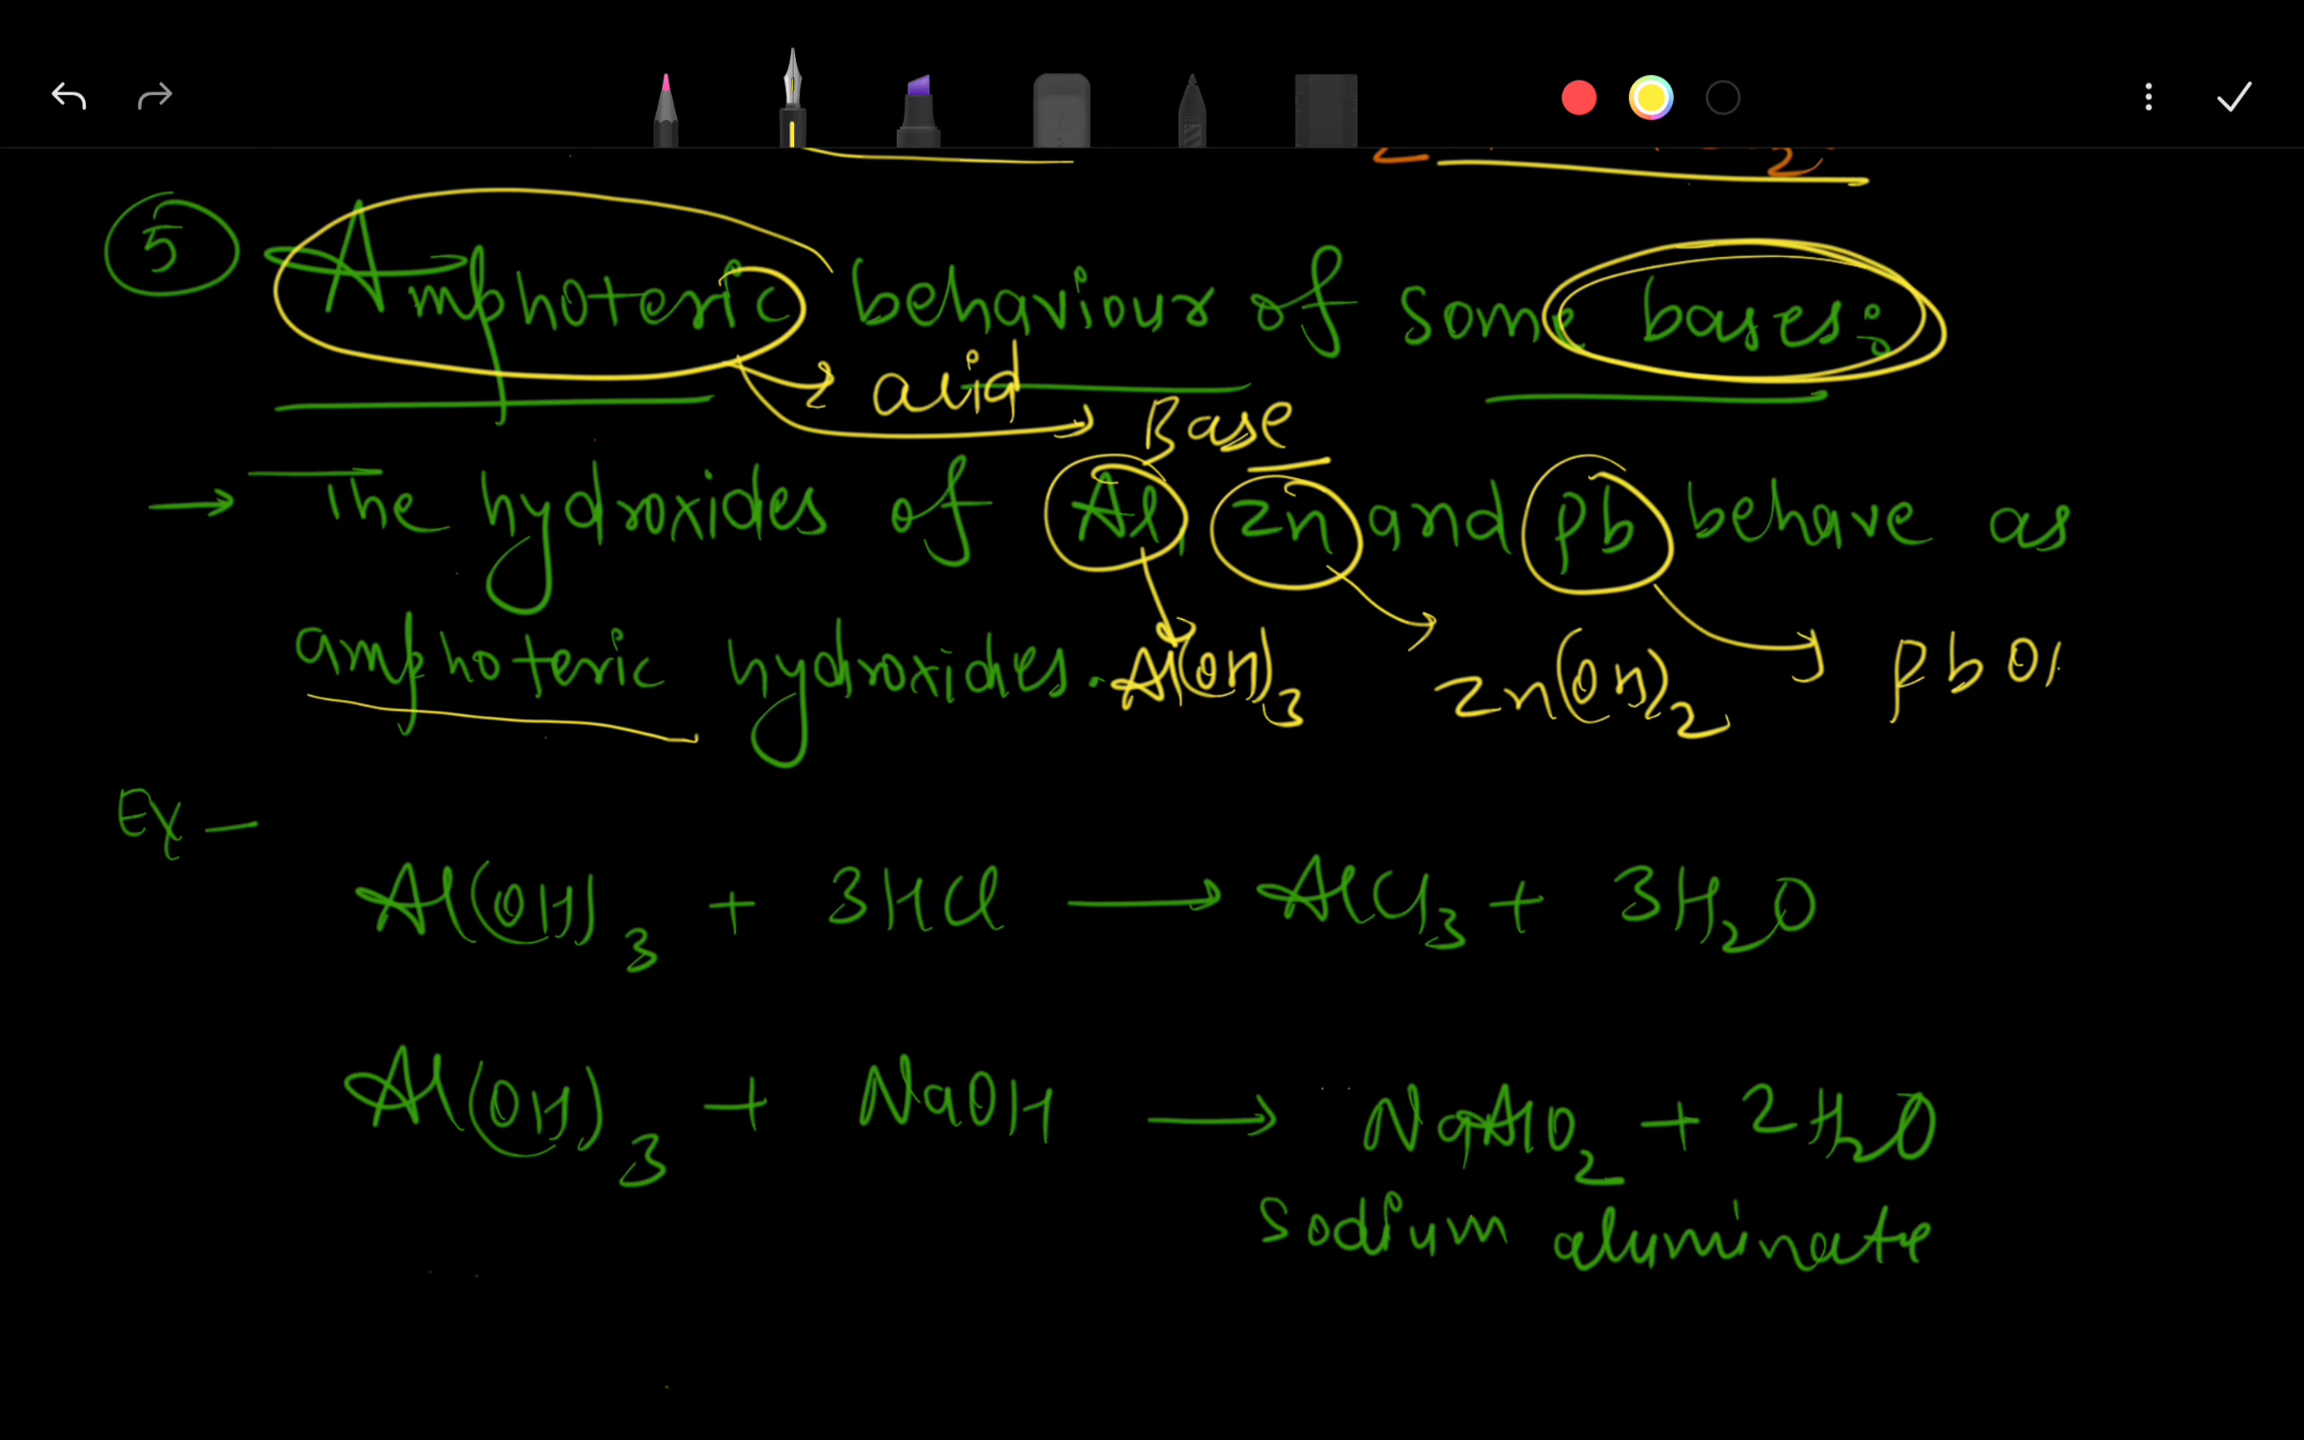 5 Amphoteric behaviour of some bases:
acid
Base
→ The hydroxides of Al, Zn and Pb behave as
amphoteric hydroxides. Al(OH)3 Zn(OH)2 PbO
Ex —
Al(OH)3 + 3HCl → AlCl3 + 3H2O
Al(OH)3 + NaOH → NaAlO2 + 2H2O
Sodium aluminate